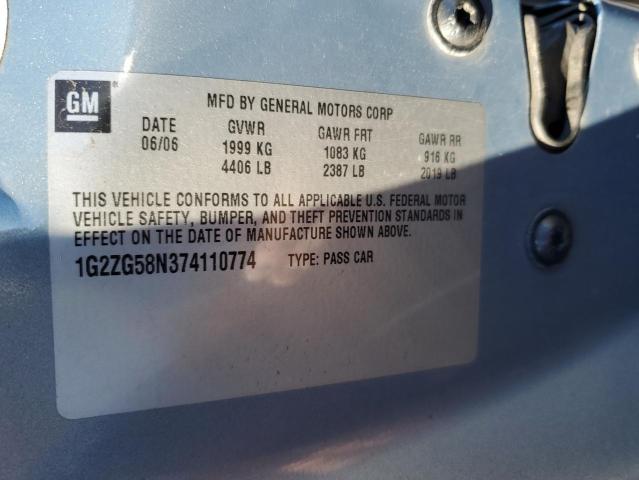 GM
MFD BY GENERAL MOTORS CORP
DATE GVWR GAWR FRT GAWR RR
06/06 1999 KG 1083 KG 916 KG
4406 LB 2387 LB 2019 LB
THIS VEHICLE CONFORMS TO ALL APPLICABLE U.S. FEDERAL MOTOR
VEHICLE SAFETY, BUMPER, AND THEFT PREVENTION STANDARDS IN
EFFECT ON THE DATE OF MANUFACTURE SHOWN ABOVE.
1G2ZG58N374110774 TYPE: PASS CAR